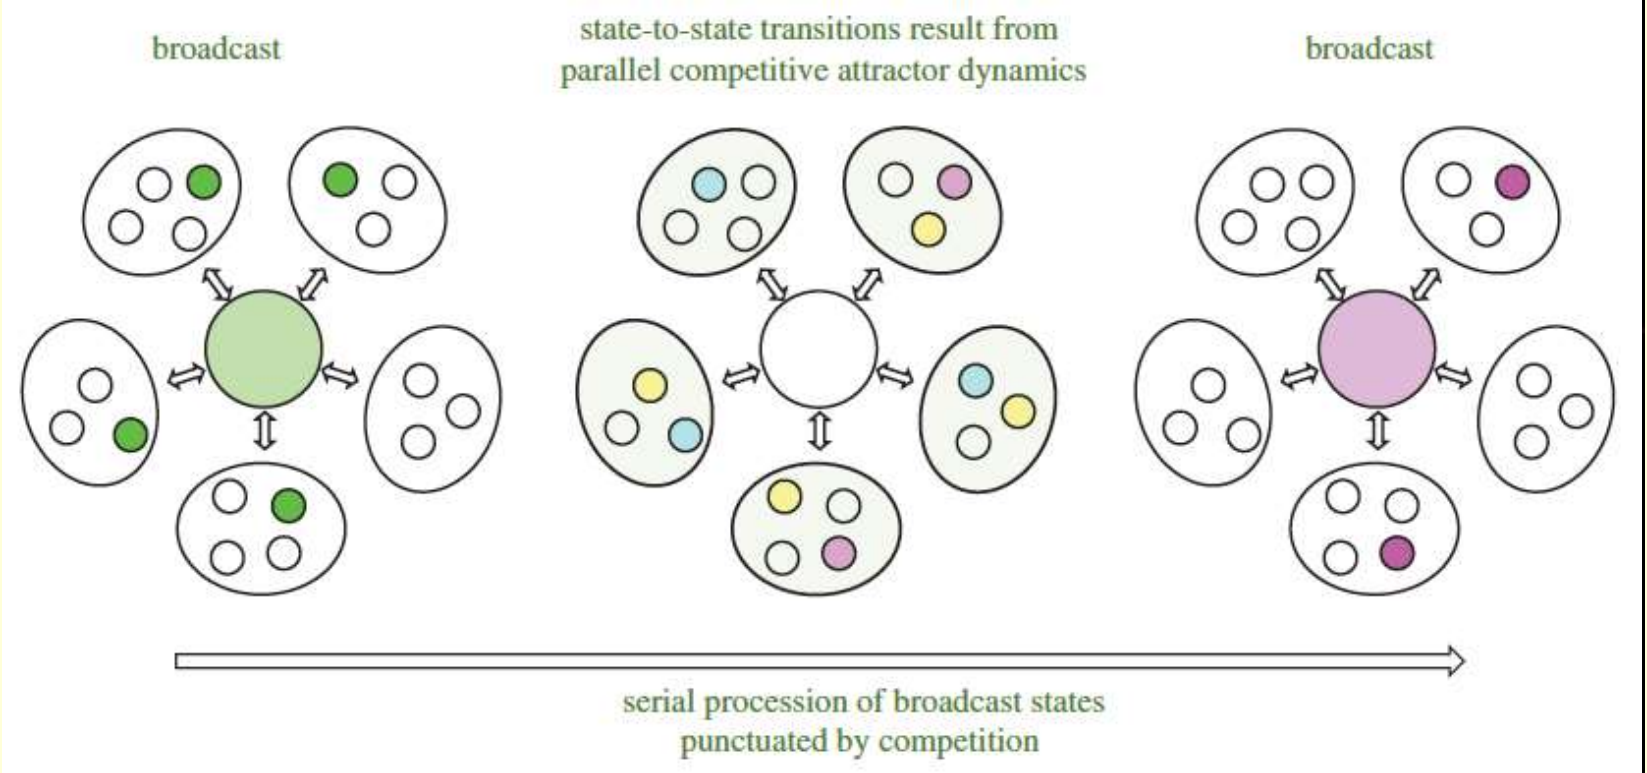 broadcast
state-to-state transitions result from
parallel competitive attractor dynamics
broadcast
serial procession of broadcast states
punctuated by competition